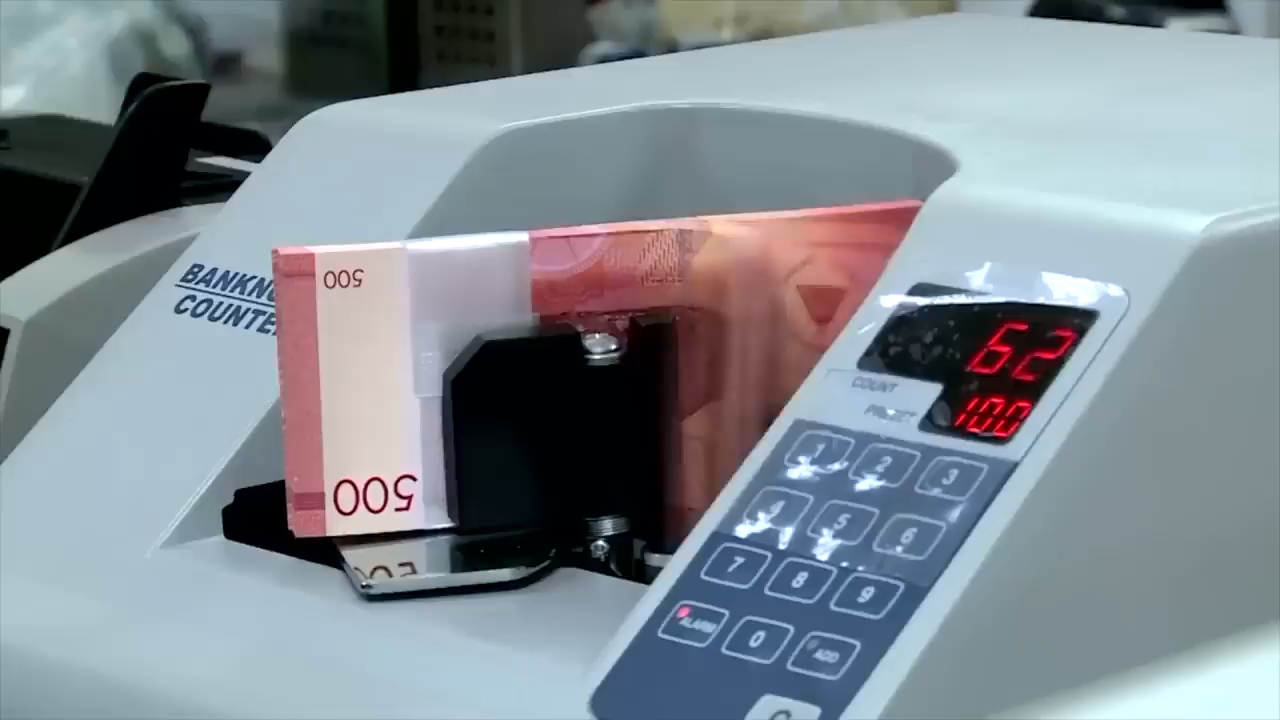 BANKN
COUNTE
500
500
62
100
COUNT
PRESET
1 2 3
4 5 6
7 8 9
ALARM 0 ADD